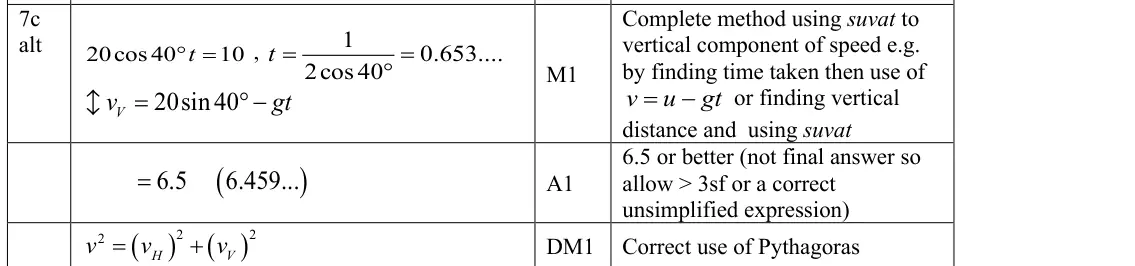 7c
alt
20 cos 40° t = 10 , t = 1 / (2 cos 40°) = 0.653....
↕ v_V = 20 sin 40° − gt
M1
Complete method using suvat to
vertical component of speed e.g.
by finding time taken then use of
v = u − gt or finding vertical
distance and using suvat
= 6.5 (6.459...)
A1
6.5 or better (not final answer so
allow > 3sf or a correct
unsimplified expression)
v² = (v_H)² + (v_V)²
DM1
Correct use of Pythagoras